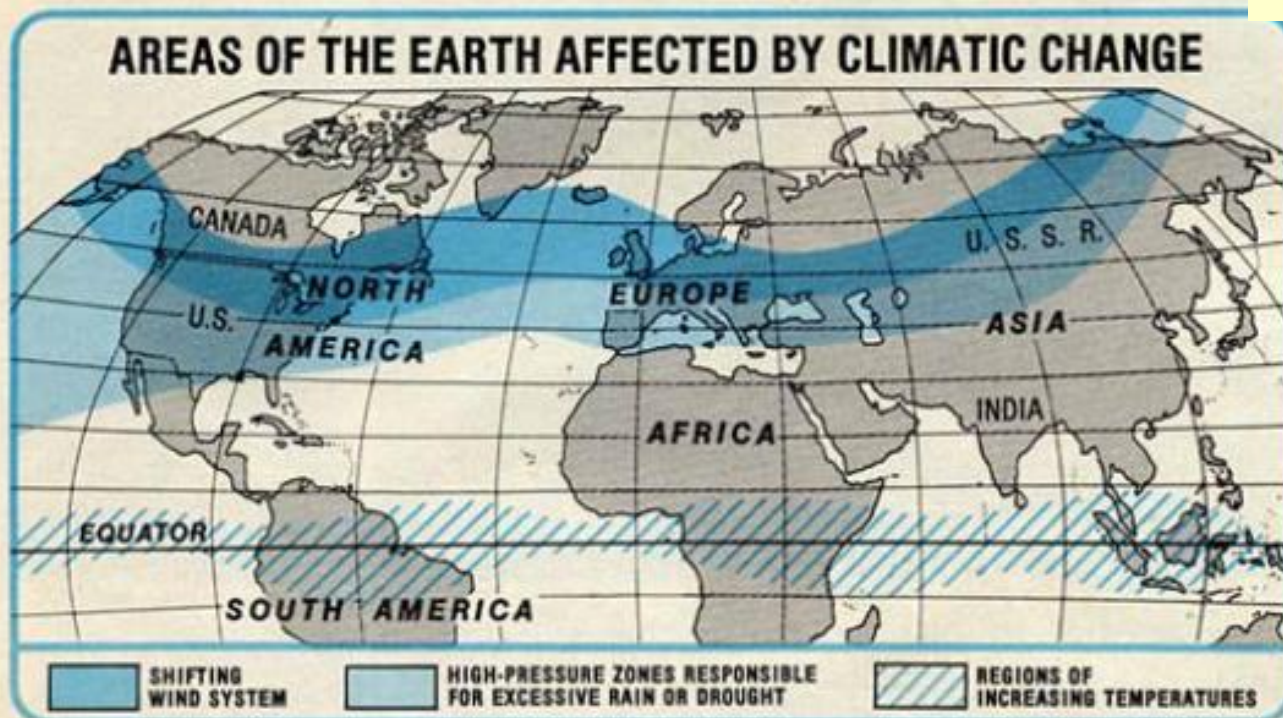 AREAS OF THE EARTH AFFECTED BY CLIMATIC CHANGE
CANADA
U. S. S. R.
NORTH
EUROPE
U.S.
ASIA
AMERICA
INDIA
AFRICA
EQUATOR
SOUTH AMERICA
SHIFTING
WIND SYSTEM
HIGH-PRESSURE ZONES RESPONSIBLE
FOR EXCESSIVE RAIN OR DROUGHT
REGIONS OF
INCREASING TEMPERATURES